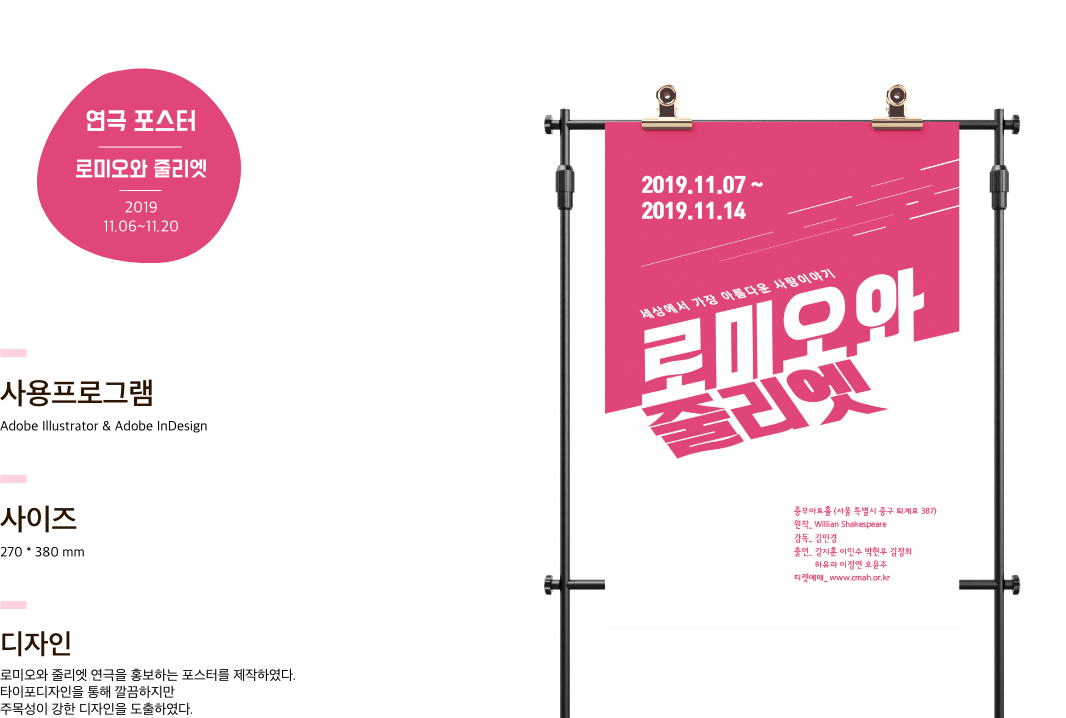 연극 포스터
로미오와 줄리엣
2019
11.06~11.20
사용프로그램
Adobe Illustrator & Adobe InDesign
사이즈
270 * 380 mm
디자인
로미오와 줄리엣 연극을 홍보하는 포스터를 제작하였다.
타이포디자인을 통해 깔끔하지만
주목성이 강한 디자인을 도출하였다.
2019.11.07 ~
2019.11.14
세상에서 가장 아름다운 사랑이야기
로미오와
줄리엣
충무아트홀 (서울 특별시 중구 퇴계로 387)
원작_ Willian Shakespeare
감독_ 김민경
출연_ 강지훈 이민수 박현우 김정희
하유라 이정연 오윤주
티켓예매_ www.cmah.or.kr